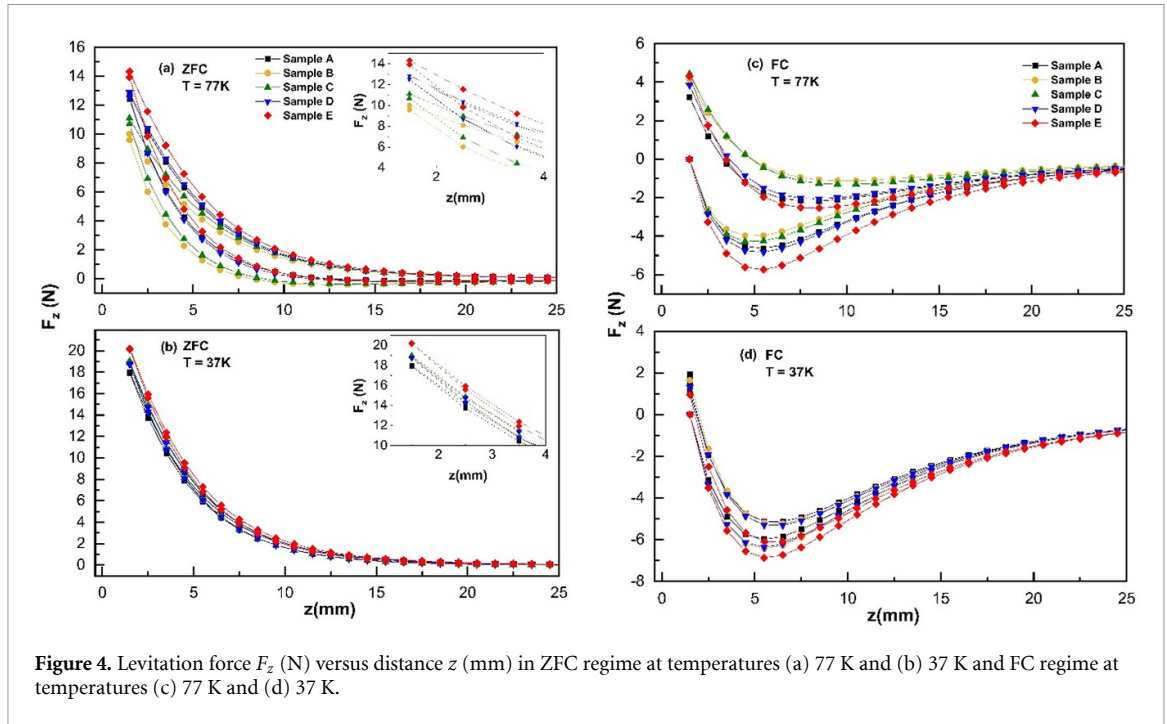 (a) ZFC
T = 77K
Sample A
Sample B
Sample C
Sample D
Sample E
16
14
12
10
8
6
4
2
0
0 5 10 15 20 25
F_z (N)
14
12
10
8
6
4
2 4
z(mm)
F_z (N)
(b) ZFC
T = 37K
20
18
16
14
12
10
8
6
4
2
0
0 5 10 15 20 25
z(mm)
F_z (N)
20
18
16
14
12
10
2 3 4
z(mm)
(c) FC
T = 77K
Sample A
Sample B
Sample C
Sample D
Sample E
6
4
2
0
-2
-4
-6
0 5 10 15 20 25
F_z (N)
(d) FC
T = 37K
4
2
0
-2
-4
-6
-8
0 5 10 15 20 25
z(mm)
Figure 4. Levitation force F_z (N) versus distance z (mm) in ZFC regime at temperatures (a) 77 K and (b) 37 K and FC regime at
temperatures (c) 77 K and (d) 37 K.